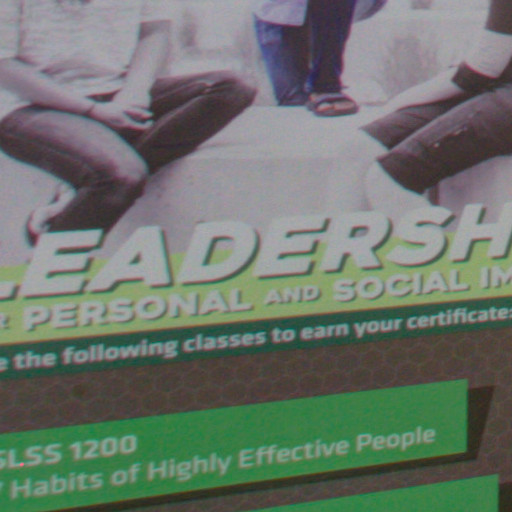 LEADERSH
PERSONAL AND SOCIAL IM
e the following classes to earn your certificate:
SLSS 1200
7 Habits of Highly Effective People